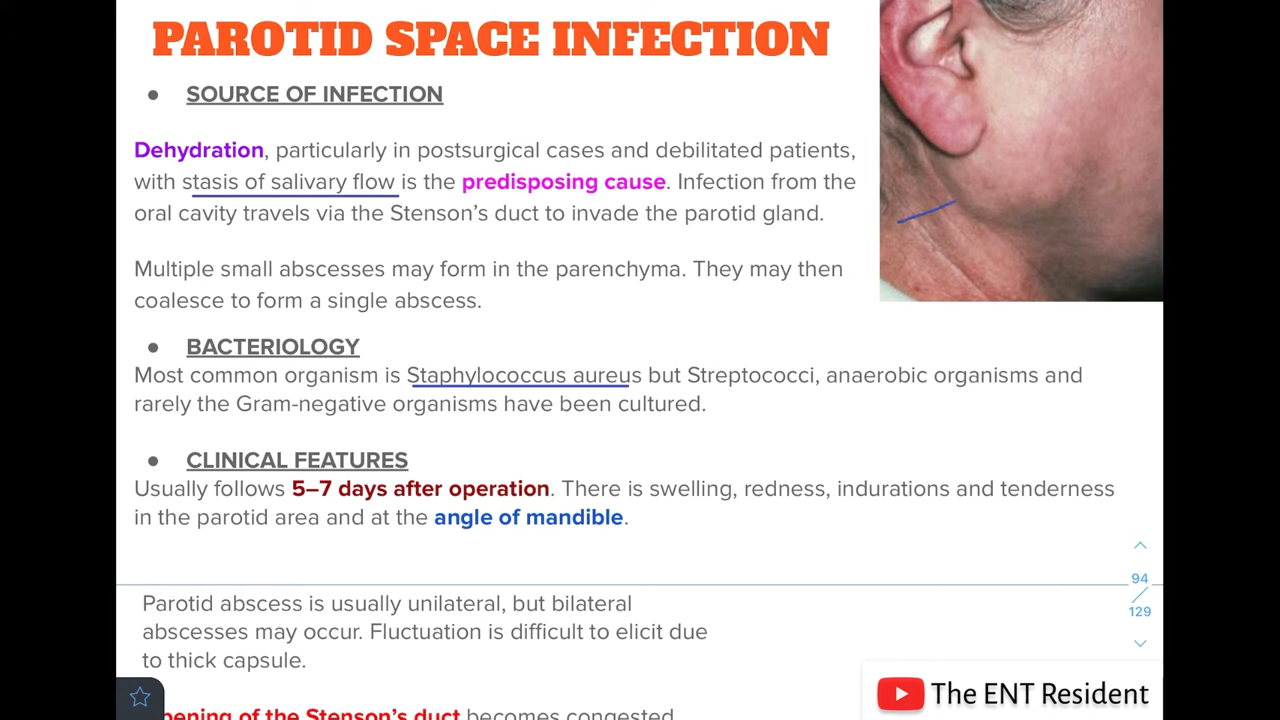 PAROTID SPACE INFECTION
● SOURCE OF INFECTION
Dehydration, particularly in postsurgical cases and debilitated patients,
with stasis of salivary flow is the predisposing cause. Infection from the
oral cavity travels via the Stenson’s duct to invade the parotid gland.
Multiple small abscesses may form in the parenchyma. They may then
coalesce to form a single abscess.
● BACTERIOLOGY
Most common organism is Staphylococcus aureus but Streptococci, anaerobic organisms and
rarely the Gram-negative organisms have been cultured.
● CLINICAL FEATURES
Usually follows 5–7 days after operation. There is swelling, redness, indurations and tenderness
in the parotid area and at the angle of mandible.
94
129
Parotid abscess is usually unilateral, but bilateral
abscesses may occur. Fluctuation is difficult to elicit due
to thick capsule.
of the Stenson’s duct becomes congested
The ENT Resident